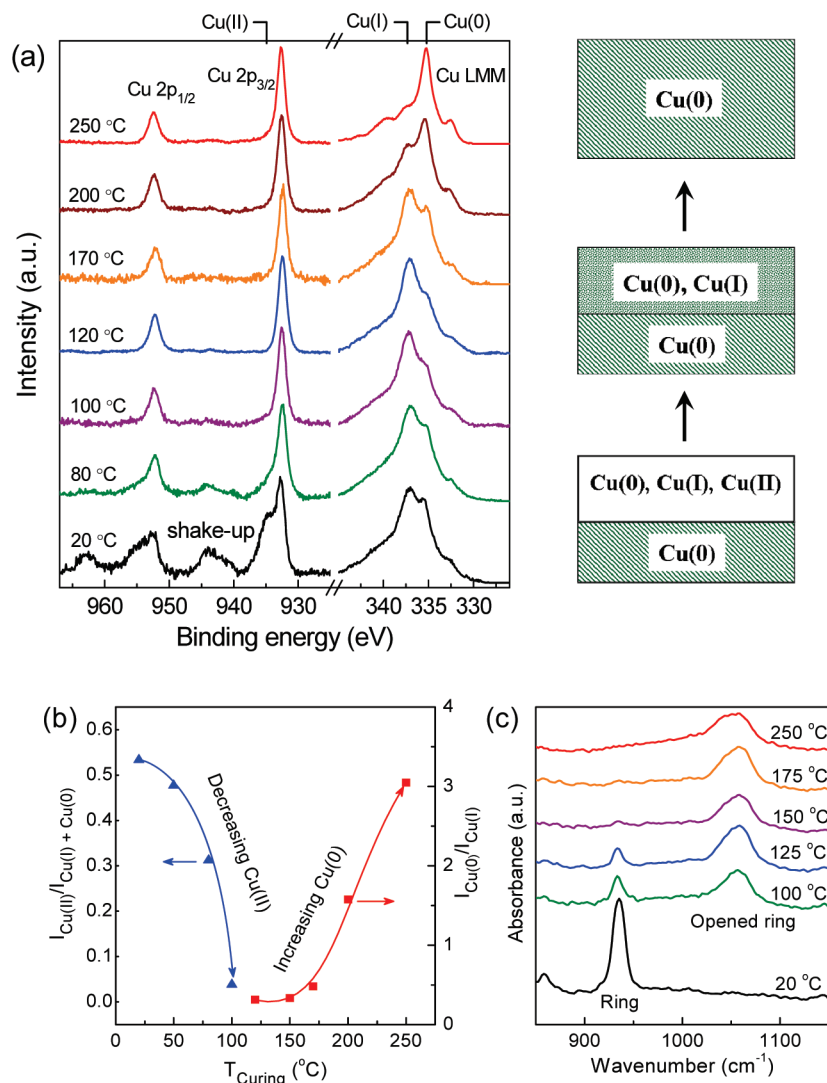 (a)
Cu(II) Cu(I) Cu(0)
Cu 2p1/2 Cu 2p3/2 Cu LMM
250 °C
200 °C
170 °C
120 °C
100 °C
80 °C
20 °C
shake-up
Intensity (a.u.)
960 950 940 930 340 335 330
Binding energy (eV)
Cu(0)
Cu(0), Cu(I)
Cu(0)
Cu(0), Cu(I), Cu(II)
Cu(0)
(b)
0.6
0.5
0.4
0.3
0.2
0.1
0.0
ICu(II)/ICu(I) + Cu(0)
Decreasing Cu(II)
Increasing Cu(0)
4
3
2
1
0
ICu(0)/ICu(I)
0 50 100 150 200 250
TCuring (°C)
(c)
Absorbance (a.u.)
250 °C
175 °C
150 °C
125 °C
100 °C
Opened ring
20 °C
Ring
900 1000 1100
Wavenumber (cm-1)